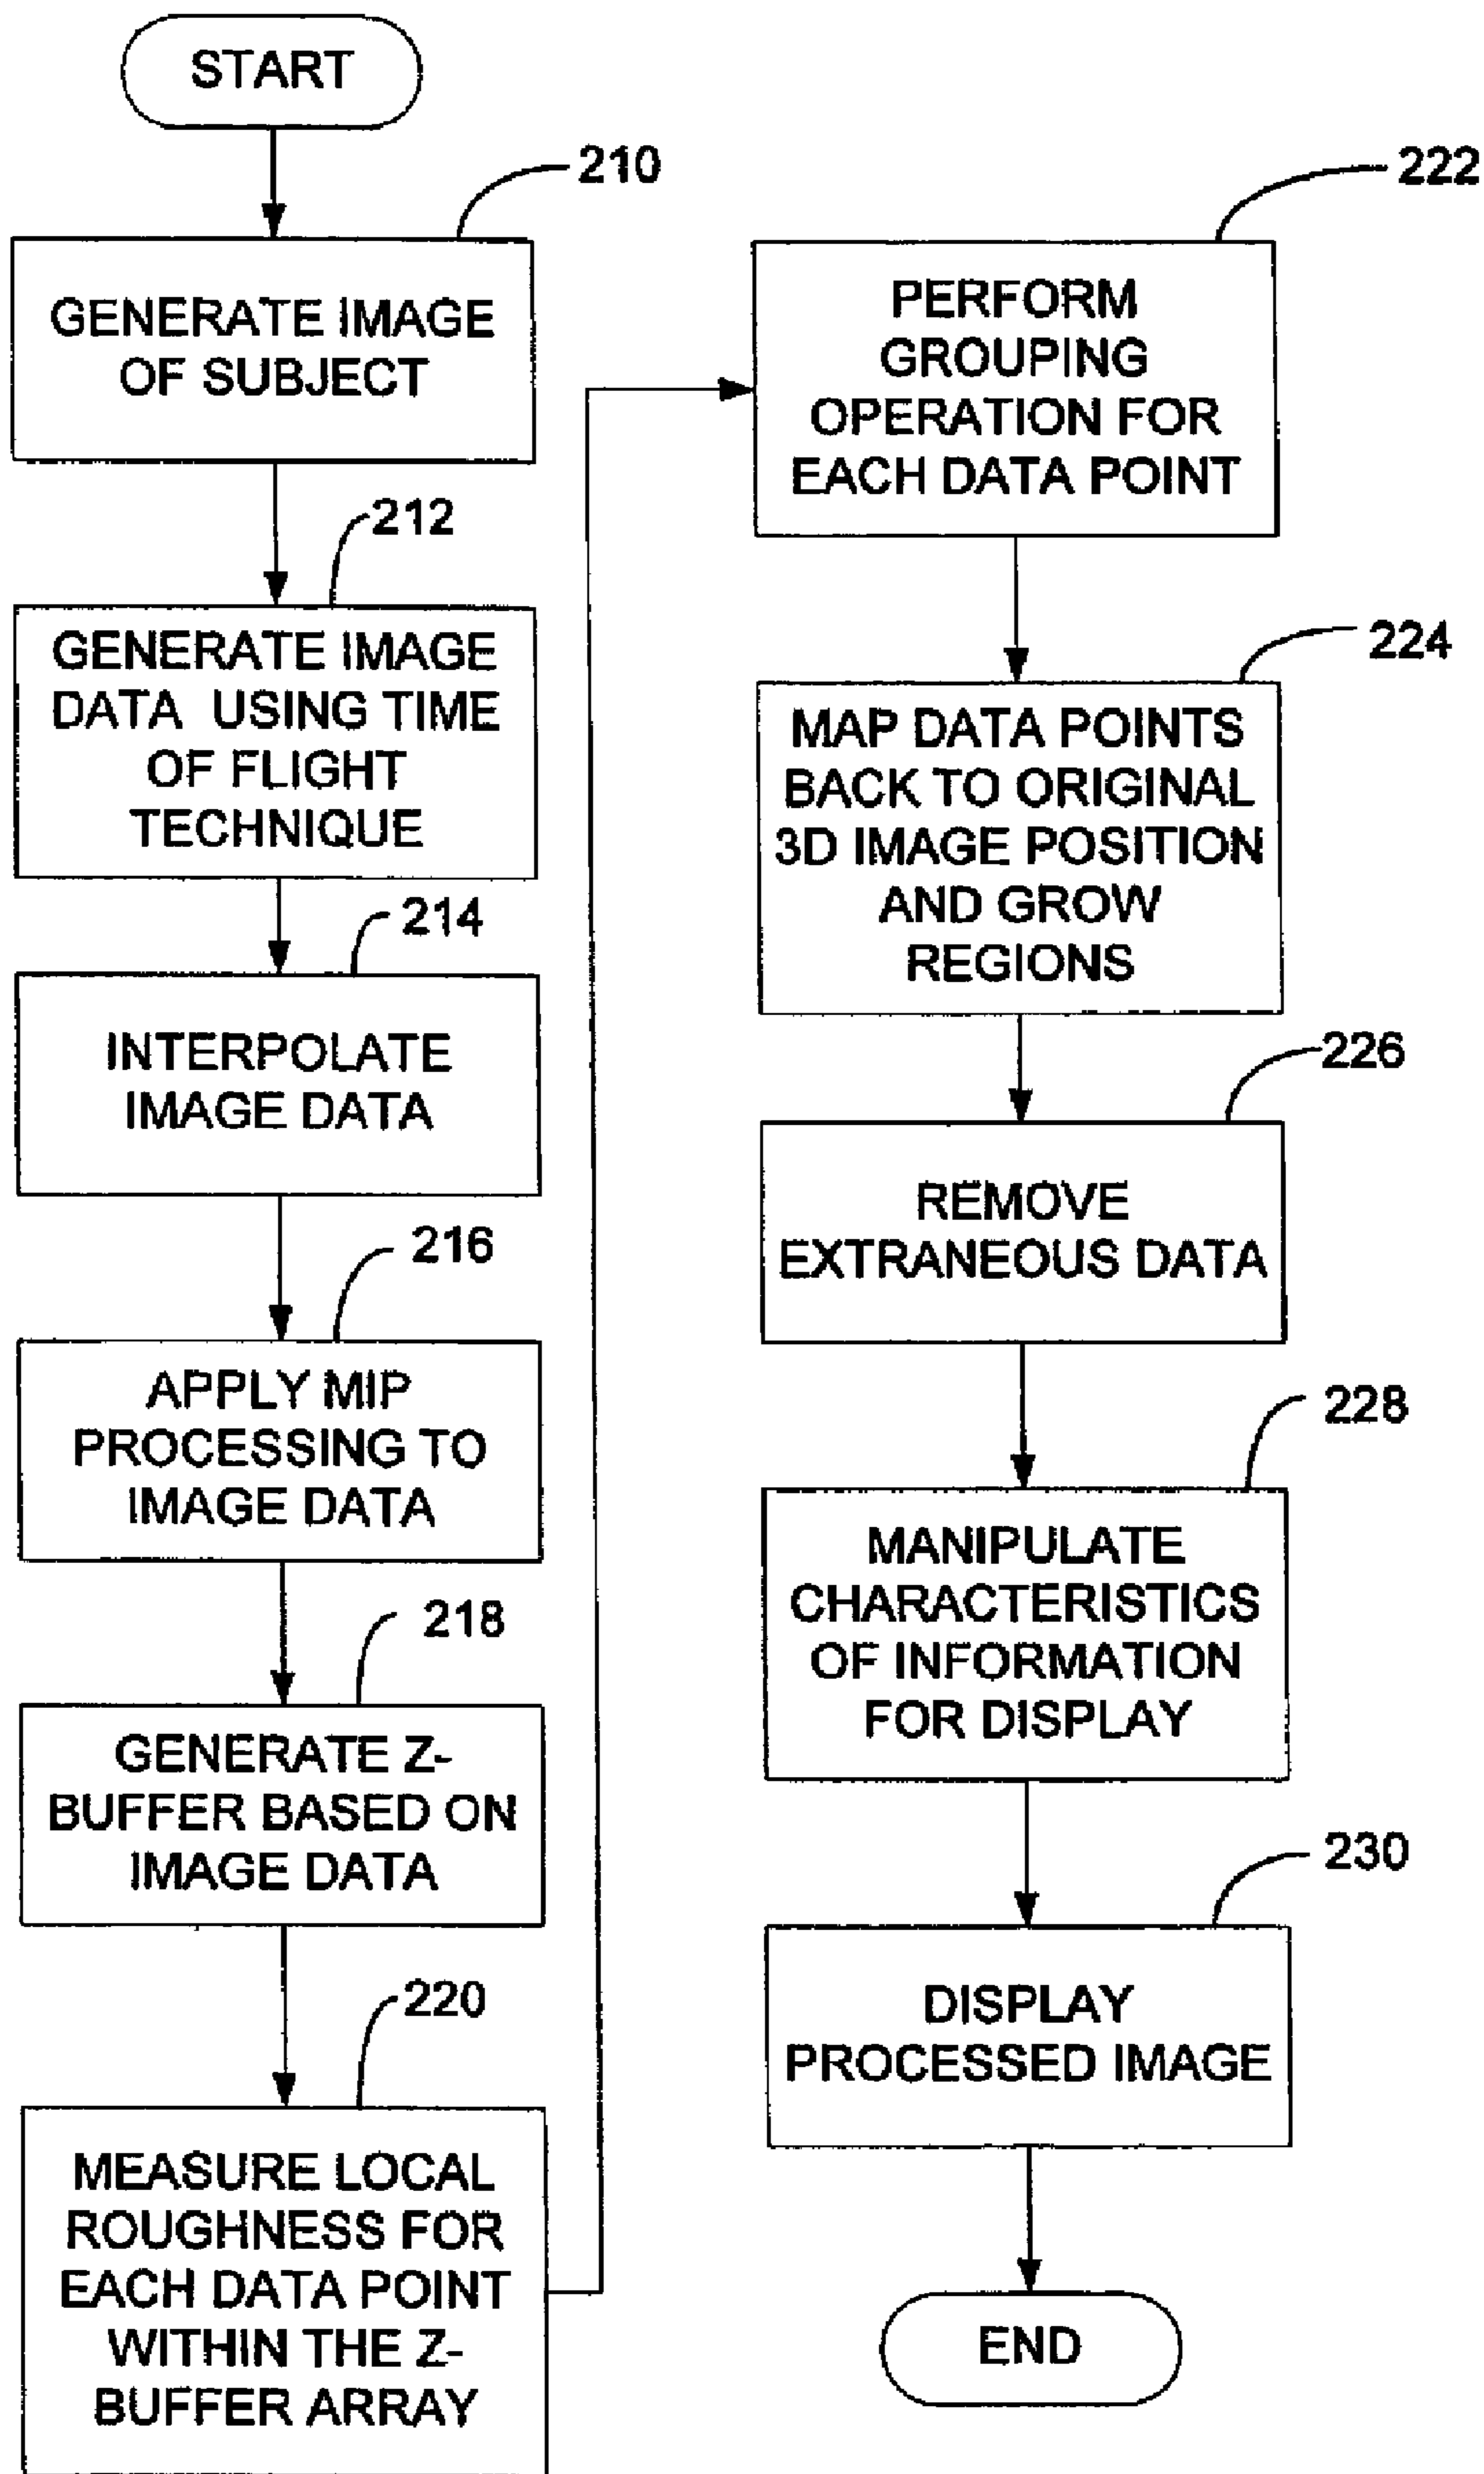 START
210
GENERATE IMAGE
OF SUBJECT
212
GENERATE IMAGE
DATA USING TIME
OF FLIGHT
TECHNIQUE
214
INTERPOLATE
IMAGE DATA
216
APPLY MIP
PROCESSING TO
IMAGE DATA
218
GENERATE Z-
BUFFER BASED ON
IMAGE DATA
220
MEASURE LOCAL
ROUGHNESS FOR
EACH DATA POINT
WITHIN THE Z-
BUFFER ARRAY
222
PERFORM
GROUPING
OPERATION FOR
EACH DATA POINT
224
MAP DATA POINTS
BACK TO ORIGINAL
3D IMAGE POSITION
AND GROW
REGIONS
226
REMOVE
EXTRANEOUS DATA
228
MANIPULATE
CHARACTERISTICS
OF INFORMATION
FOR DISPLAY
230
DISPLAY
PROCESSED IMAGE
END